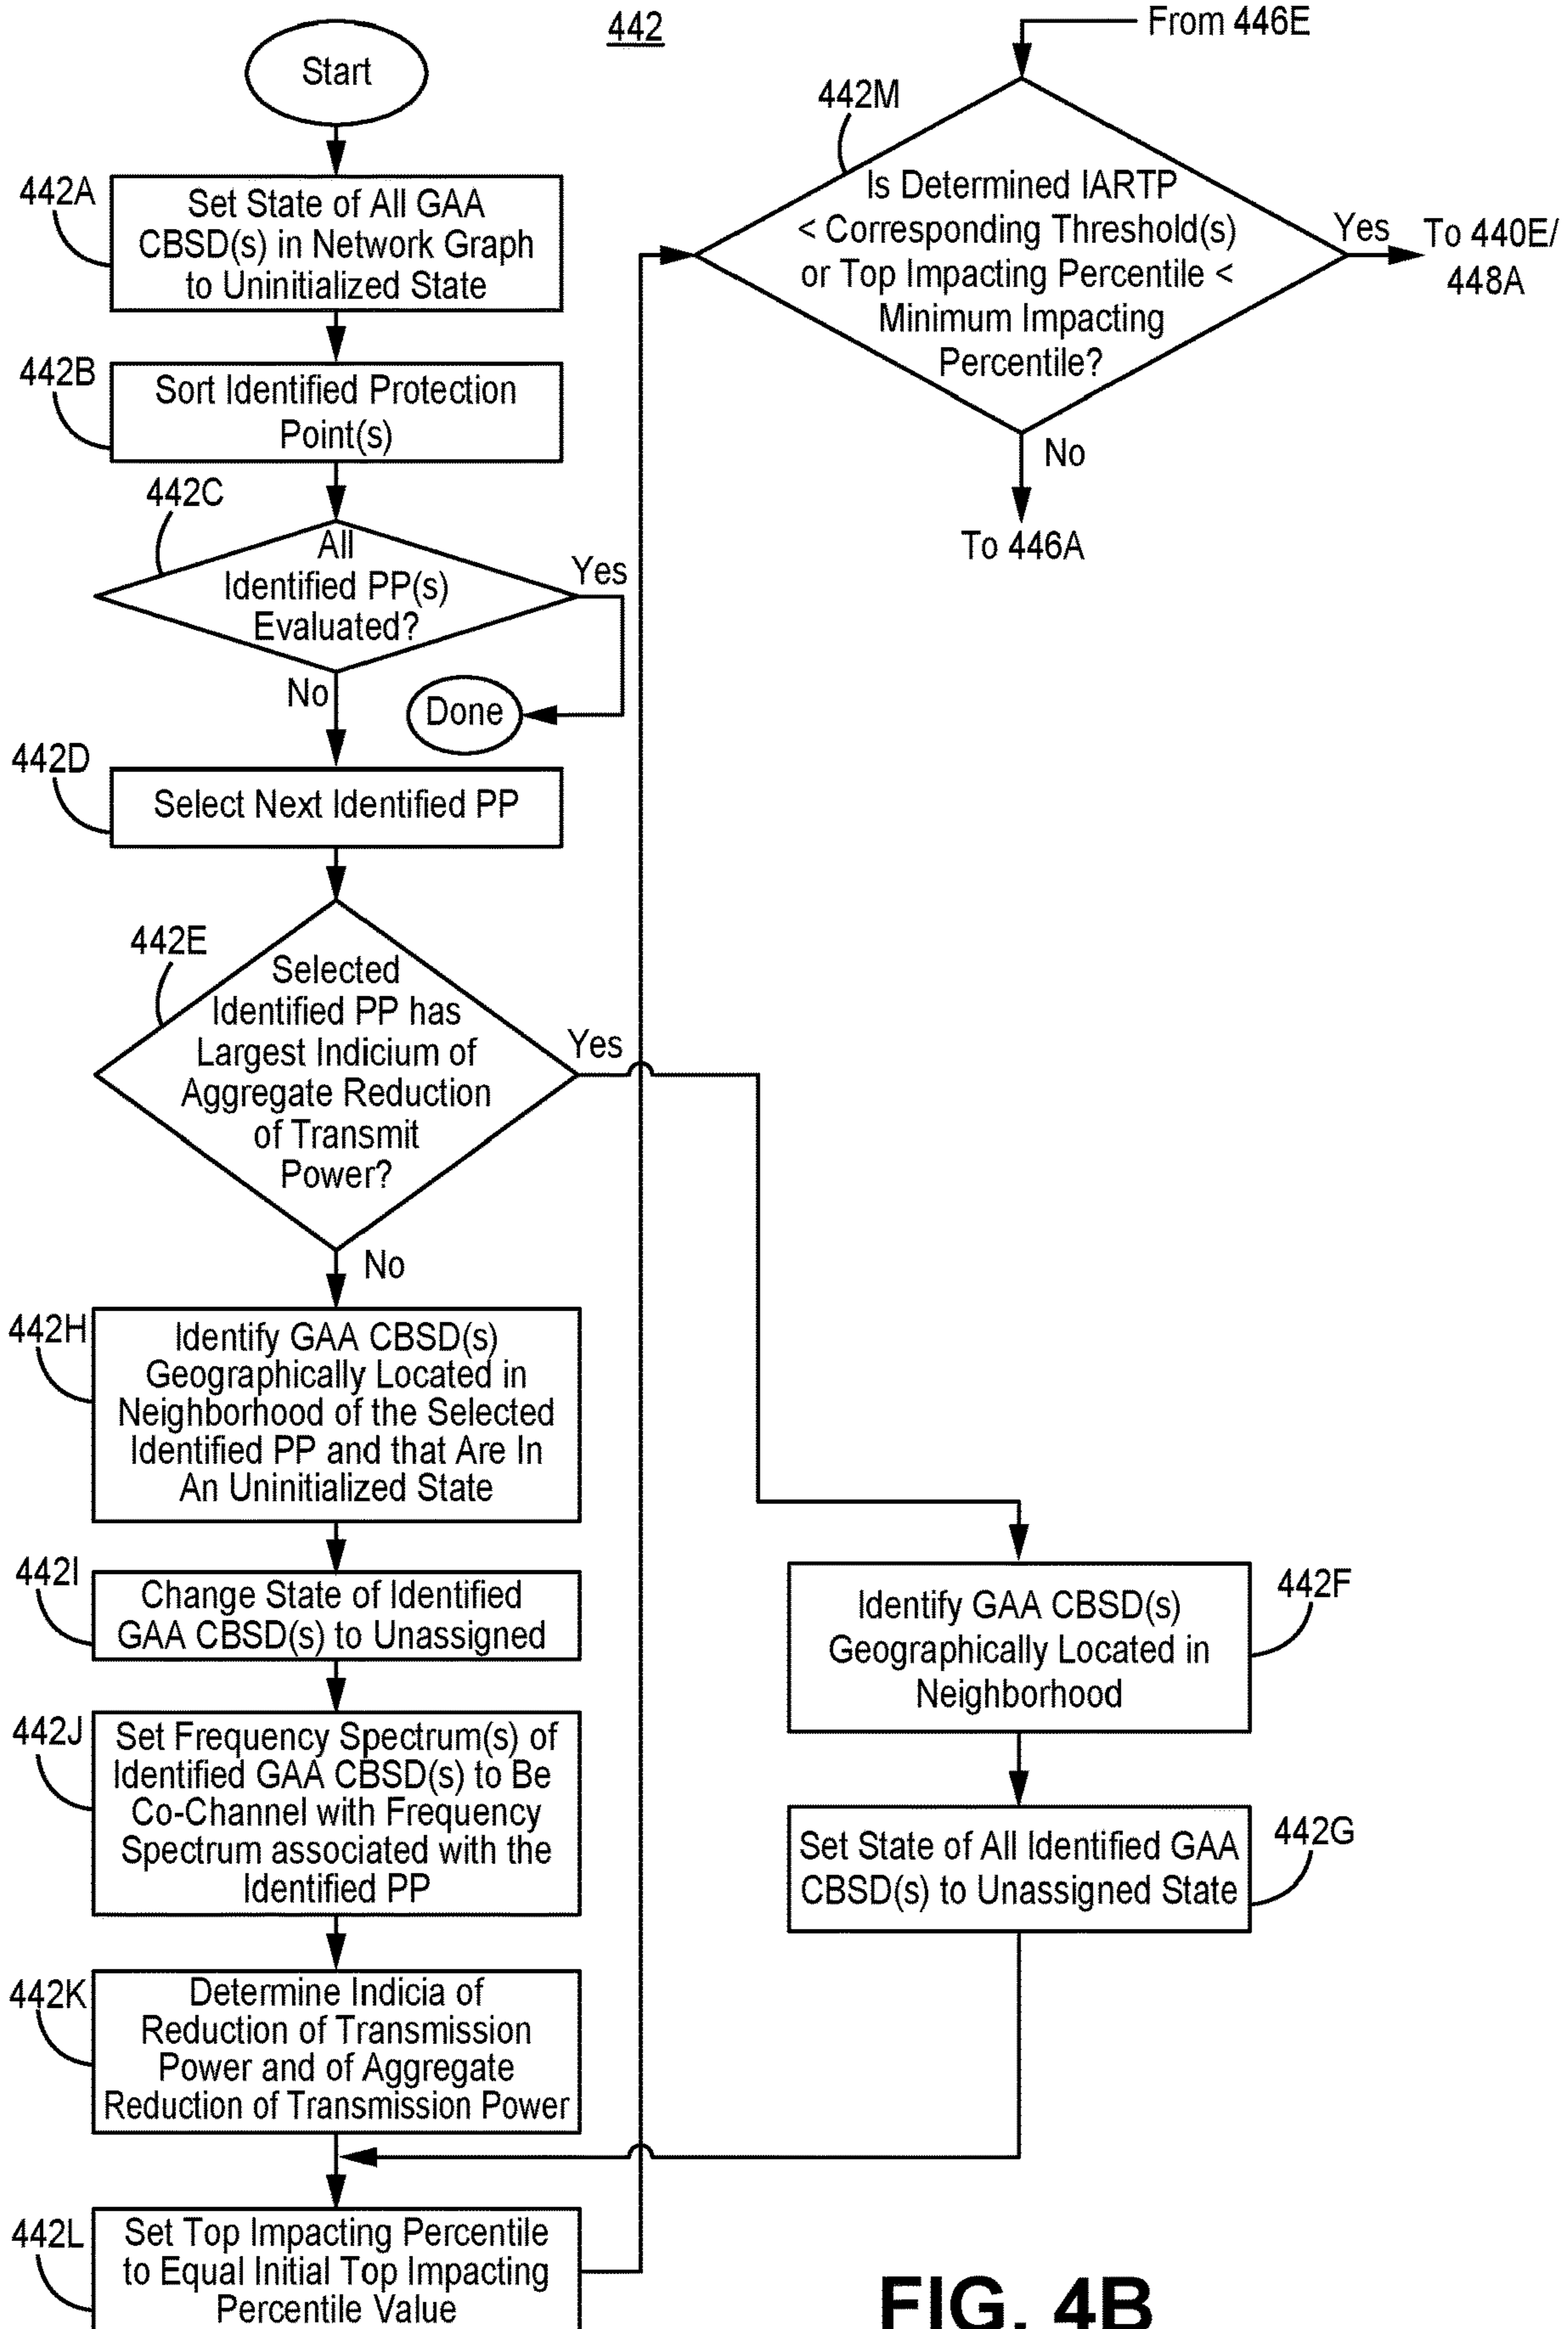 442
Start
442A
Set State of All GAA
CBSD(s) in Network Graph
to Uninitialized State
442B
Sort Identified Protection
Point(s)
442C
All
Identified PP(s)
Evaluated?
Yes
No
Done
442D
Select Next Identified PP
442E
Selected
Identified PP has
Largest Indicium of
Aggregate Reduction
of Transmit
Power?
Yes
No
442H
Identify GAA CBSD(s)
Geographically Located in
Neighborhood of the Selected
Identified PP and that Are In
An Uninitialized State
442I
Change State of Identified
GAA CBSD(s) to Unassigned
442J
Set Frequency Spectrum(s) of
Identified GAA CBSD(s) to Be
Co-Channel with Frequency
Spectrum associated with the
Identified PP
442K
Determine Indicia of
Reduction of Transmission
Power and of Aggregate
Reduction of Transmission Power
442L
Set Top Impacting Percentile
to Equal Initial Top Impacting
Percentile Value
From 446E
442M
Is Determined IARTP
< Corresponding Threshold(s)
or Top Impacting Percentile <
Minimum Impacting
Percentile?
Yes
To 440E/
448A
No
To 446A
442F
Identify GAA CBSD(s)
Geographically Located in
Neighborhood
442G
Set State of All Identified GAA
CBSD(s) to Unassigned State
FIG. 4B